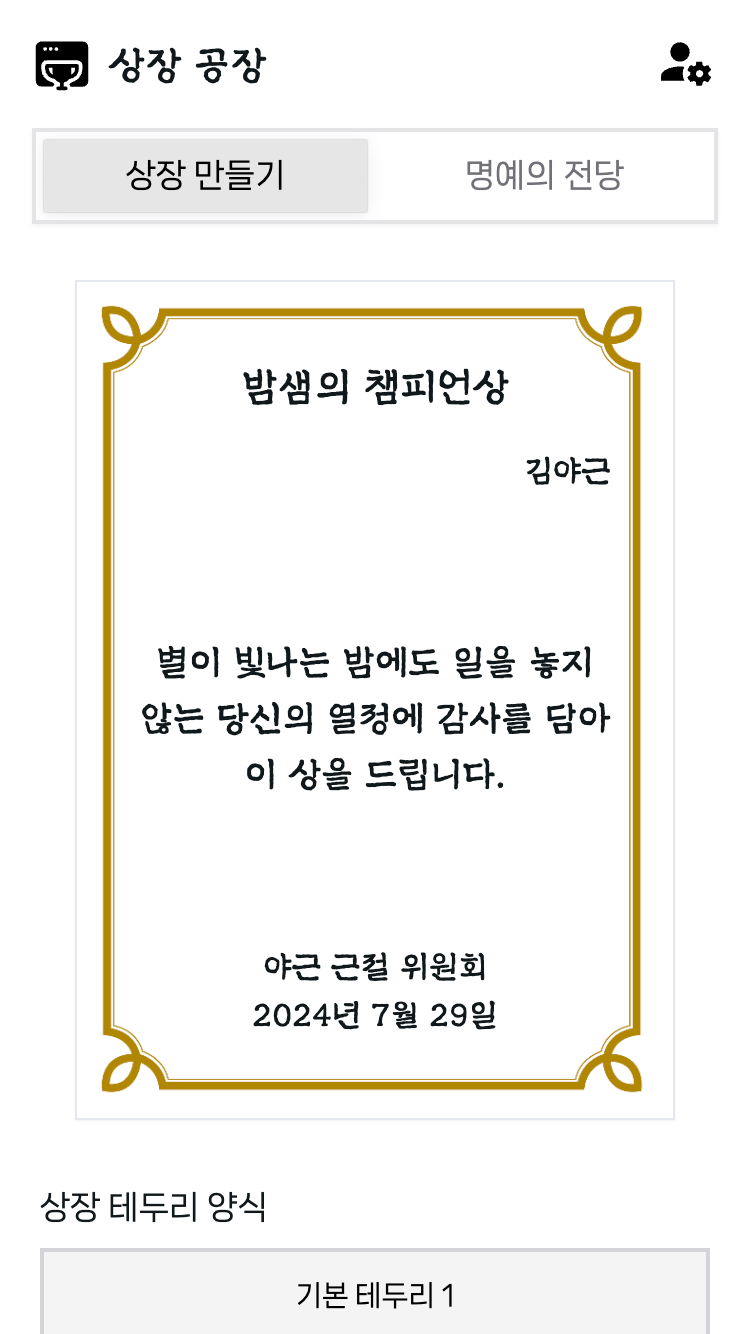 상장 공장
상장 만들기
명예의 전당
밤샘의 챔피언상
김야근
별이 빛나는 밤에도 일을 놓지
않는 당신의 열정에 감사를 담아
이 상을 드립니다.
야근 근절 위원회
2024년 7월 29일
상장 테두리 양식
기본 테두리 1